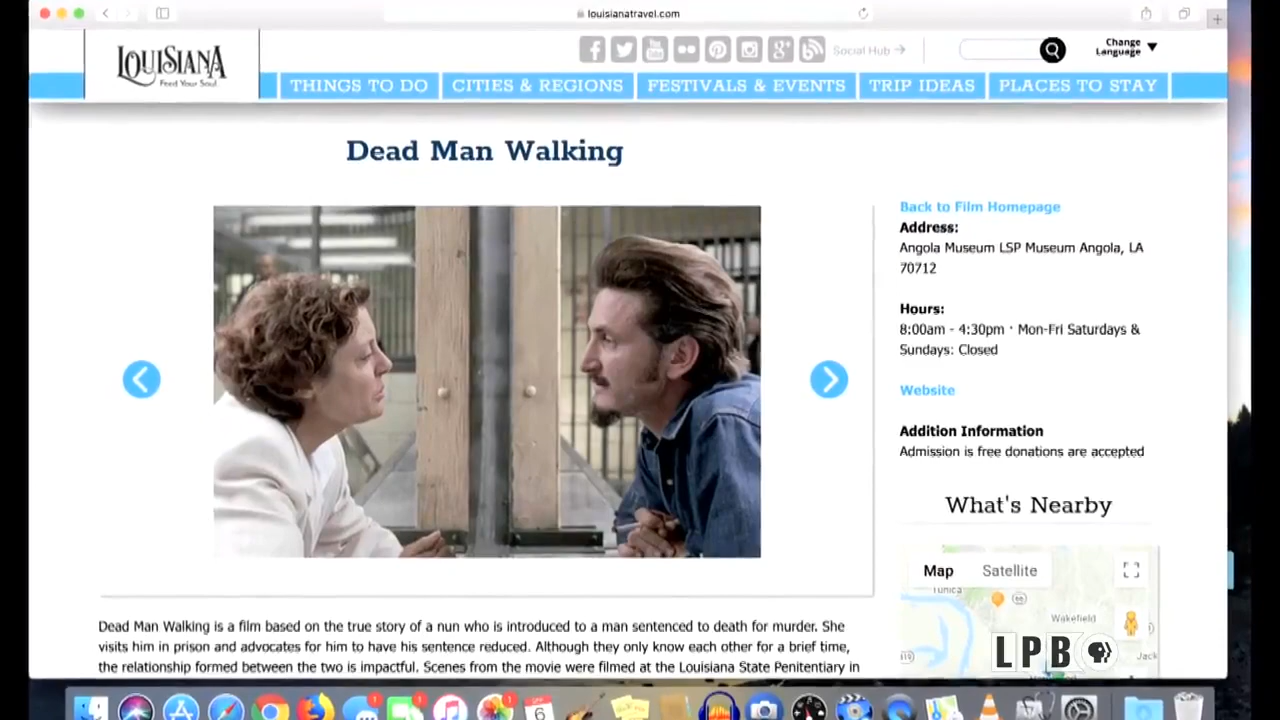 louisianatravel.com
LOUISIANA
Feed Your Soul.
Social Hub
Change
Language
THINGS TO DO
CITIES & REGIONS
FESTIVALS & EVENTS
TRIP IDEAS
PLACES TO STAY
Dead Man Walking
Back to Film Homepage
Address:
Angola Museum LSP Museum Angola, LA
70712
Hours:
8:00am - 4:30pm · Mon-Fri Saturdays &
Sundays: Closed
Website
Addition Information
Admission is free donations are accepted
What's Nearby
Map Satellite
Tunica
66
Wakefield
Jack
LPB
Dead Man Walking is a film based on the true story of a nun who is introduced to a man sentenced to death for murder. She
visits him in prison and advocates for him to have his sentence reduced. Although they only know each other for a brief time,
the relationship formed between the two is impactful. Scenes from the movie were filmed at the Louisiana State Penitentiary in
6